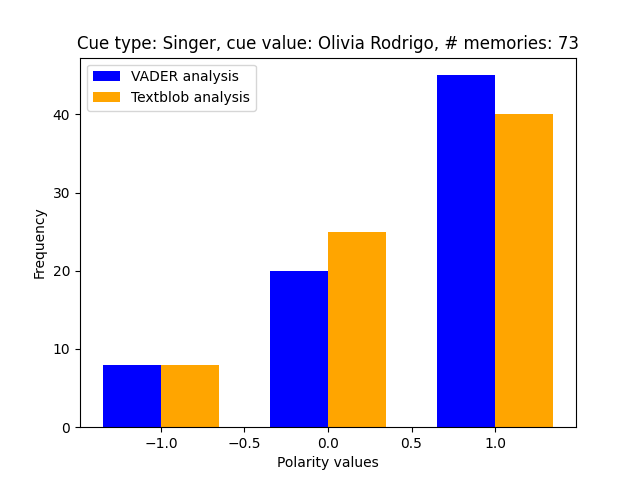 Cue type: Singer, cue value: Olivia Rodrigo, # memories: 73
VADER analysis
Textblob analysis
40
30
20
10
0
Frequency
−1.0
−0.5
0.0
0.5
1.0
Polarity values